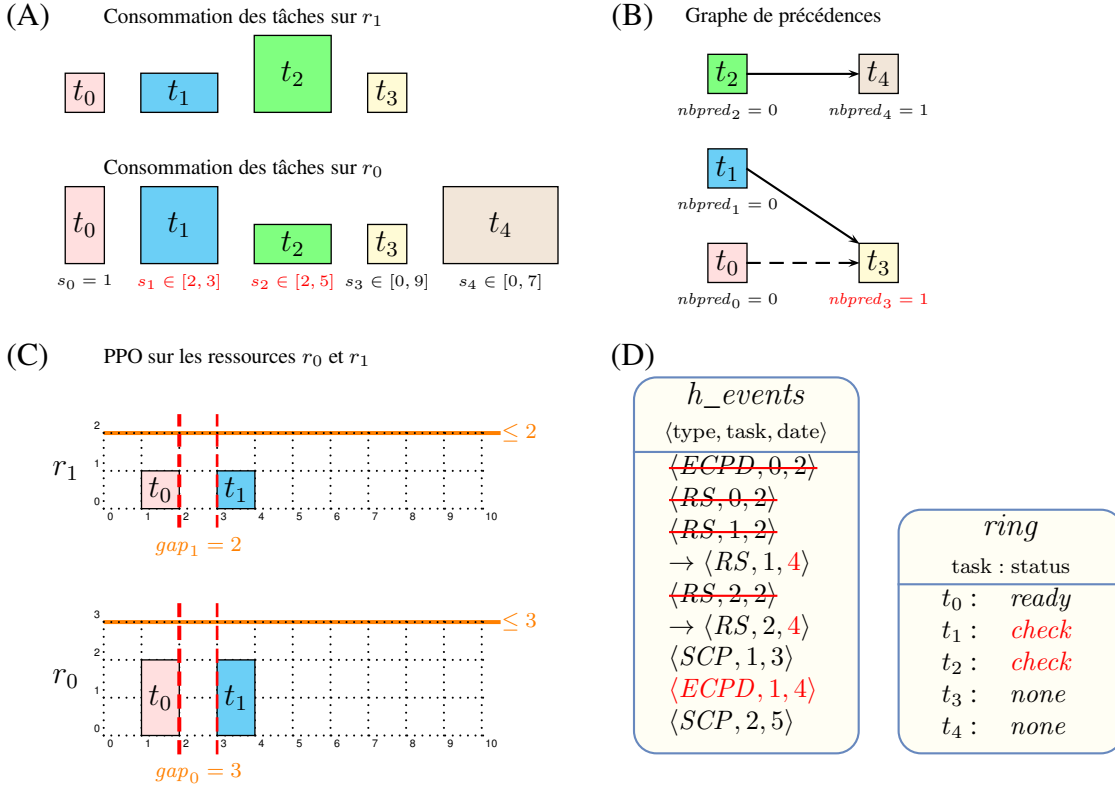 (A)
Consommation des tâches sur r1
t0 t1 t2 t3
Consommation des tâches sur r0
t0 t1 t2 t3 t4
s0 = 1 s1 ∈ [2, 3] s2 ∈ [2, 5] s3 ∈ [0, 9] s4 ∈ [0, 7]
(B)
Graphe de précédences
t2 t4
nbpred2 = 0 nbpred4 = 1
t1
nbpred1 = 0
t0 t3
nbpred0 = 0 nbpred3 = 1
(C)
PPO sur les ressources r0 et r1
2 ≤ 2
1
r1 t0 t1
0
0 1 2 3 4 5 6 7 8 9 10
gap1 = 2
3 ≤ 3
2
r0 t0 t1
1
0
0 1 2 3 4 5 6 7 8 9 10
gap0 = 3
(D)
h_events
⟨type, task, date⟩
⟨ECPD, 0, 2⟩
⟨RS, 0, 2⟩
⟨RS, 1, 2⟩
→ ⟨RS, 1, 4⟩
⟨RS, 2, 2⟩
→ ⟨RS, 2, 4⟩
⟨SCP, 1, 3⟩
⟨ECPD, 1, 4⟩
⟨SCP, 2, 5⟩
ring
task : status
t0 : ready
t1 : check
t2 : check
t3 : none
t4 : none